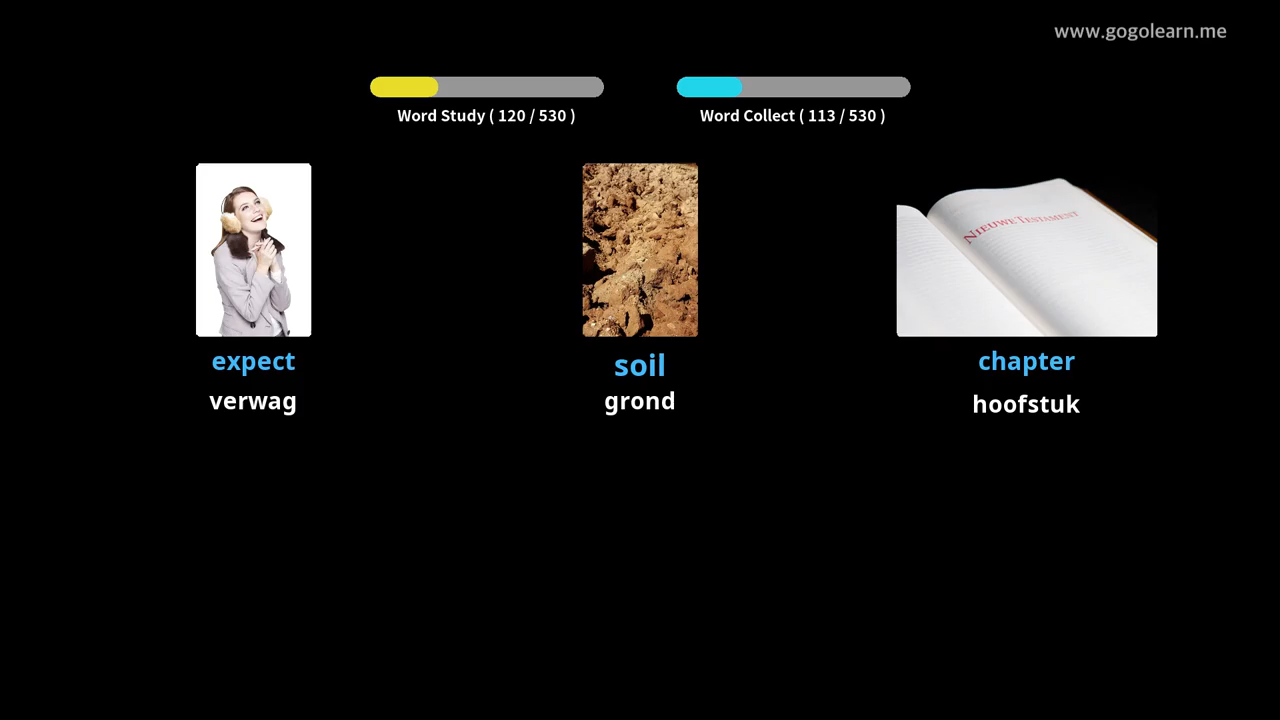 www.gogolearn.me
Word Study ( 120 / 530 )
Word Collect ( 113 / 530 )
NIEUWE TESTAMENT
expect
soil
chapter
verwag
grond
hoofstuk